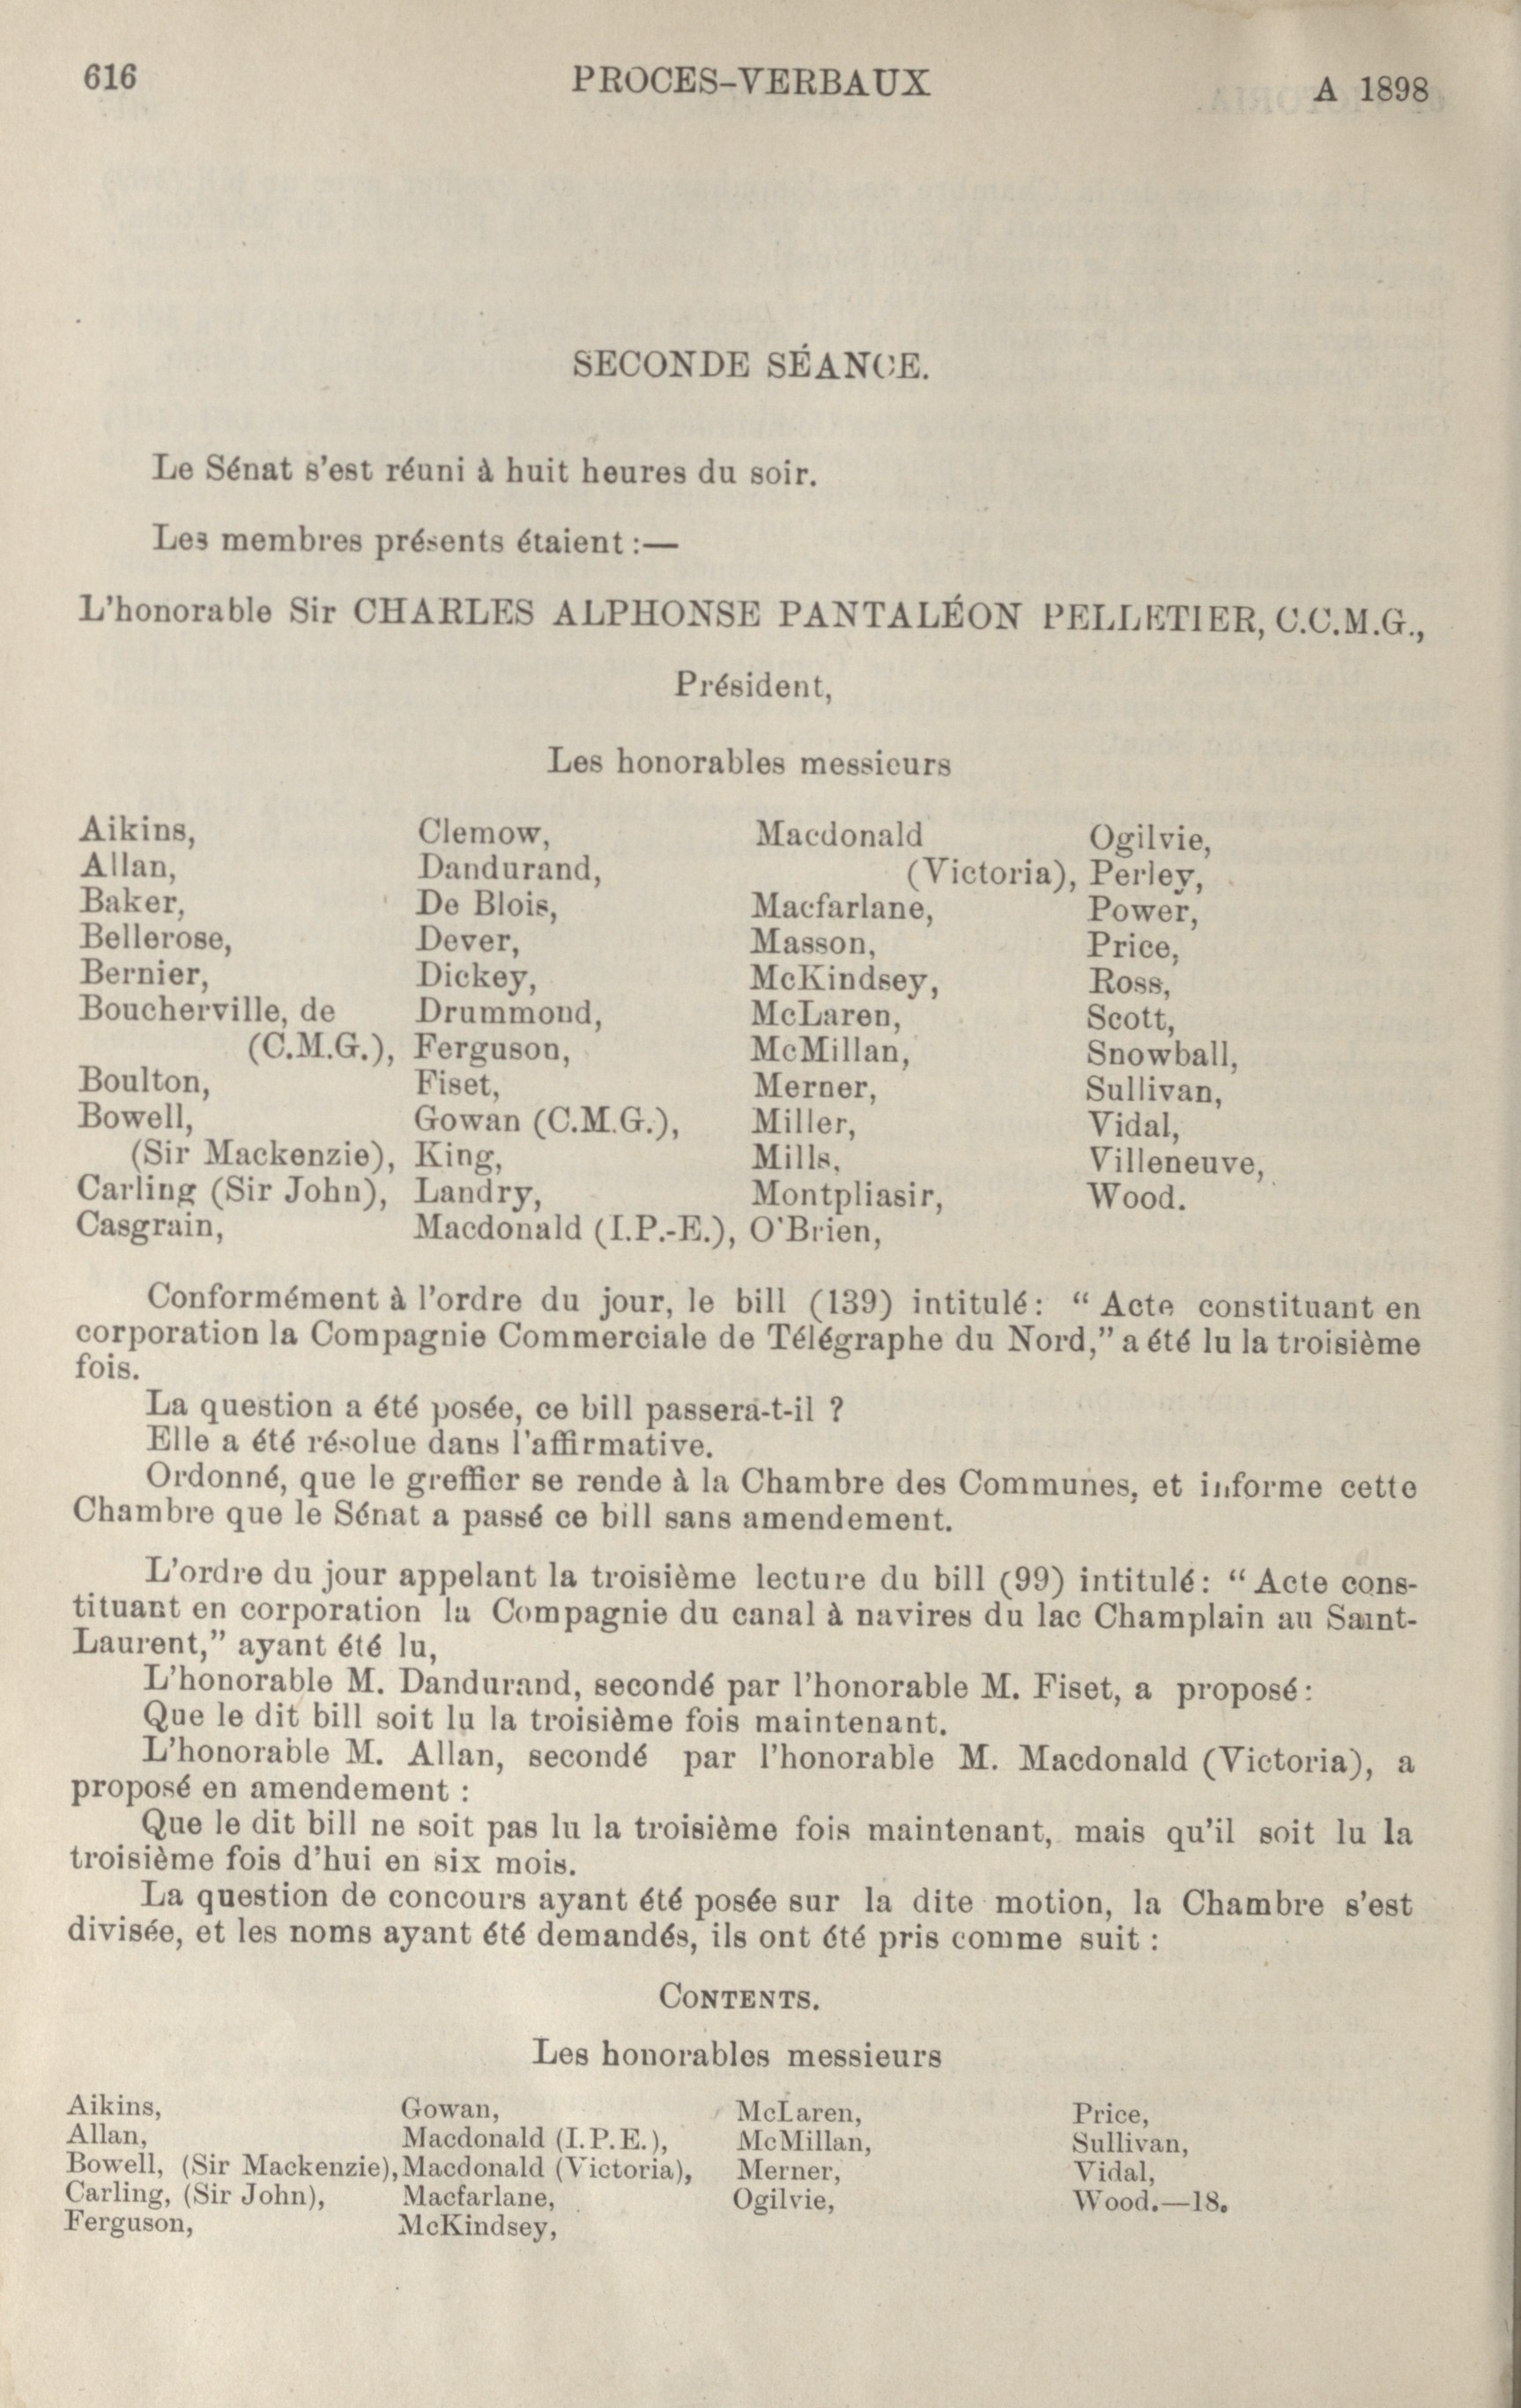 616 PROCES-VERBAUX A 1898
SECONDE SÉANCE.
Le Sénat s'est réuni à huit heures du soir.
Les membres présents étaient :—
L'honorable Sir CHARLES ALPHONSE PANTALÉON PELLETIER, C.C.M.G.,
Président,
Les honorables messieurs
Aikins,
Allan,
Baker,
Bellerose,
Bernier,
Boucherville, de
(C.M.G.),
Boulton,
Bowell,
(Sir Mackenzie),
Carling (Sir John),
Casgrain,
Clemow,
Dandurand,
De Blois,
Dever,
Dickey,
Drummond,
Ferguson,
Fiset,
Gowan (C.M.G.),
King,
Landry,
Macdonald (I.P.-E.),
Macdonald
(Victoria),
Macfarlane,
Masson,
McKindsey,
McLaren,
McMillan,
Merner,
Miller,
Mills,
Montpliasir,
O'Brien,
Ogilvie,
Perley,
Power,
Price,
Ross,
Scott,
Snowball,
Sullivan,
Vidal,
Villeneuve,
Wood.
Conformément à l'ordre du jour, le bill (139) intitulé: “ Acte constituant en
corporation la Compagnie Commerciale de Télégraphe du Nord,” a été lu la troisième
fois.
La question a été posée, ce bill passera-t-il ?
Elle a été résolue dans l'affirmative.
Ordonné, que le greffier se rende à la Chambre des Communes, et informe cette
Chambre que le Sénat a passé ce bill sans amendement.
L'ordre du jour appelant la troisième lecture du bill (99) intitulé: “ Acte cons-
tituant en corporation la Compagnie du canal à navires du lac Champlain au Saint-
Laurent,” ayant été lu,
L'honorable M. Dandurand, secondé par l'honorable M. Fiset, a proposé:
Que le dit bill soit lu la troisième fois maintenant.
L'honorable M. Allan, secondé par l'honorable M. Macdonald (Victoria), a
proposé en amendement :
Que le dit bill ne soit pas lu la troisième fois maintenant, mais qu'il soit lu la
troisième fois d'hui en six mois.
La question de concours ayant été posée sur la dite motion, la Chambre s'est
divisée, et les noms ayant été demandés, ils ont été pris comme suit :
CONTENTS.
Les honorables messieurs
Aikins,
Allan,
Bowell, (Sir Mackenzie),
Carling, (Sir John),
Ferguson,
Gowan,
Macdonald (I.P.E.),
Macdonald (Victoria),
Macfarlane,
McKindsey,
McLaren,
McMillan,
Merner,
Ogilvie,
Price,
Sullivan,
Vidal,
Wood.—18.